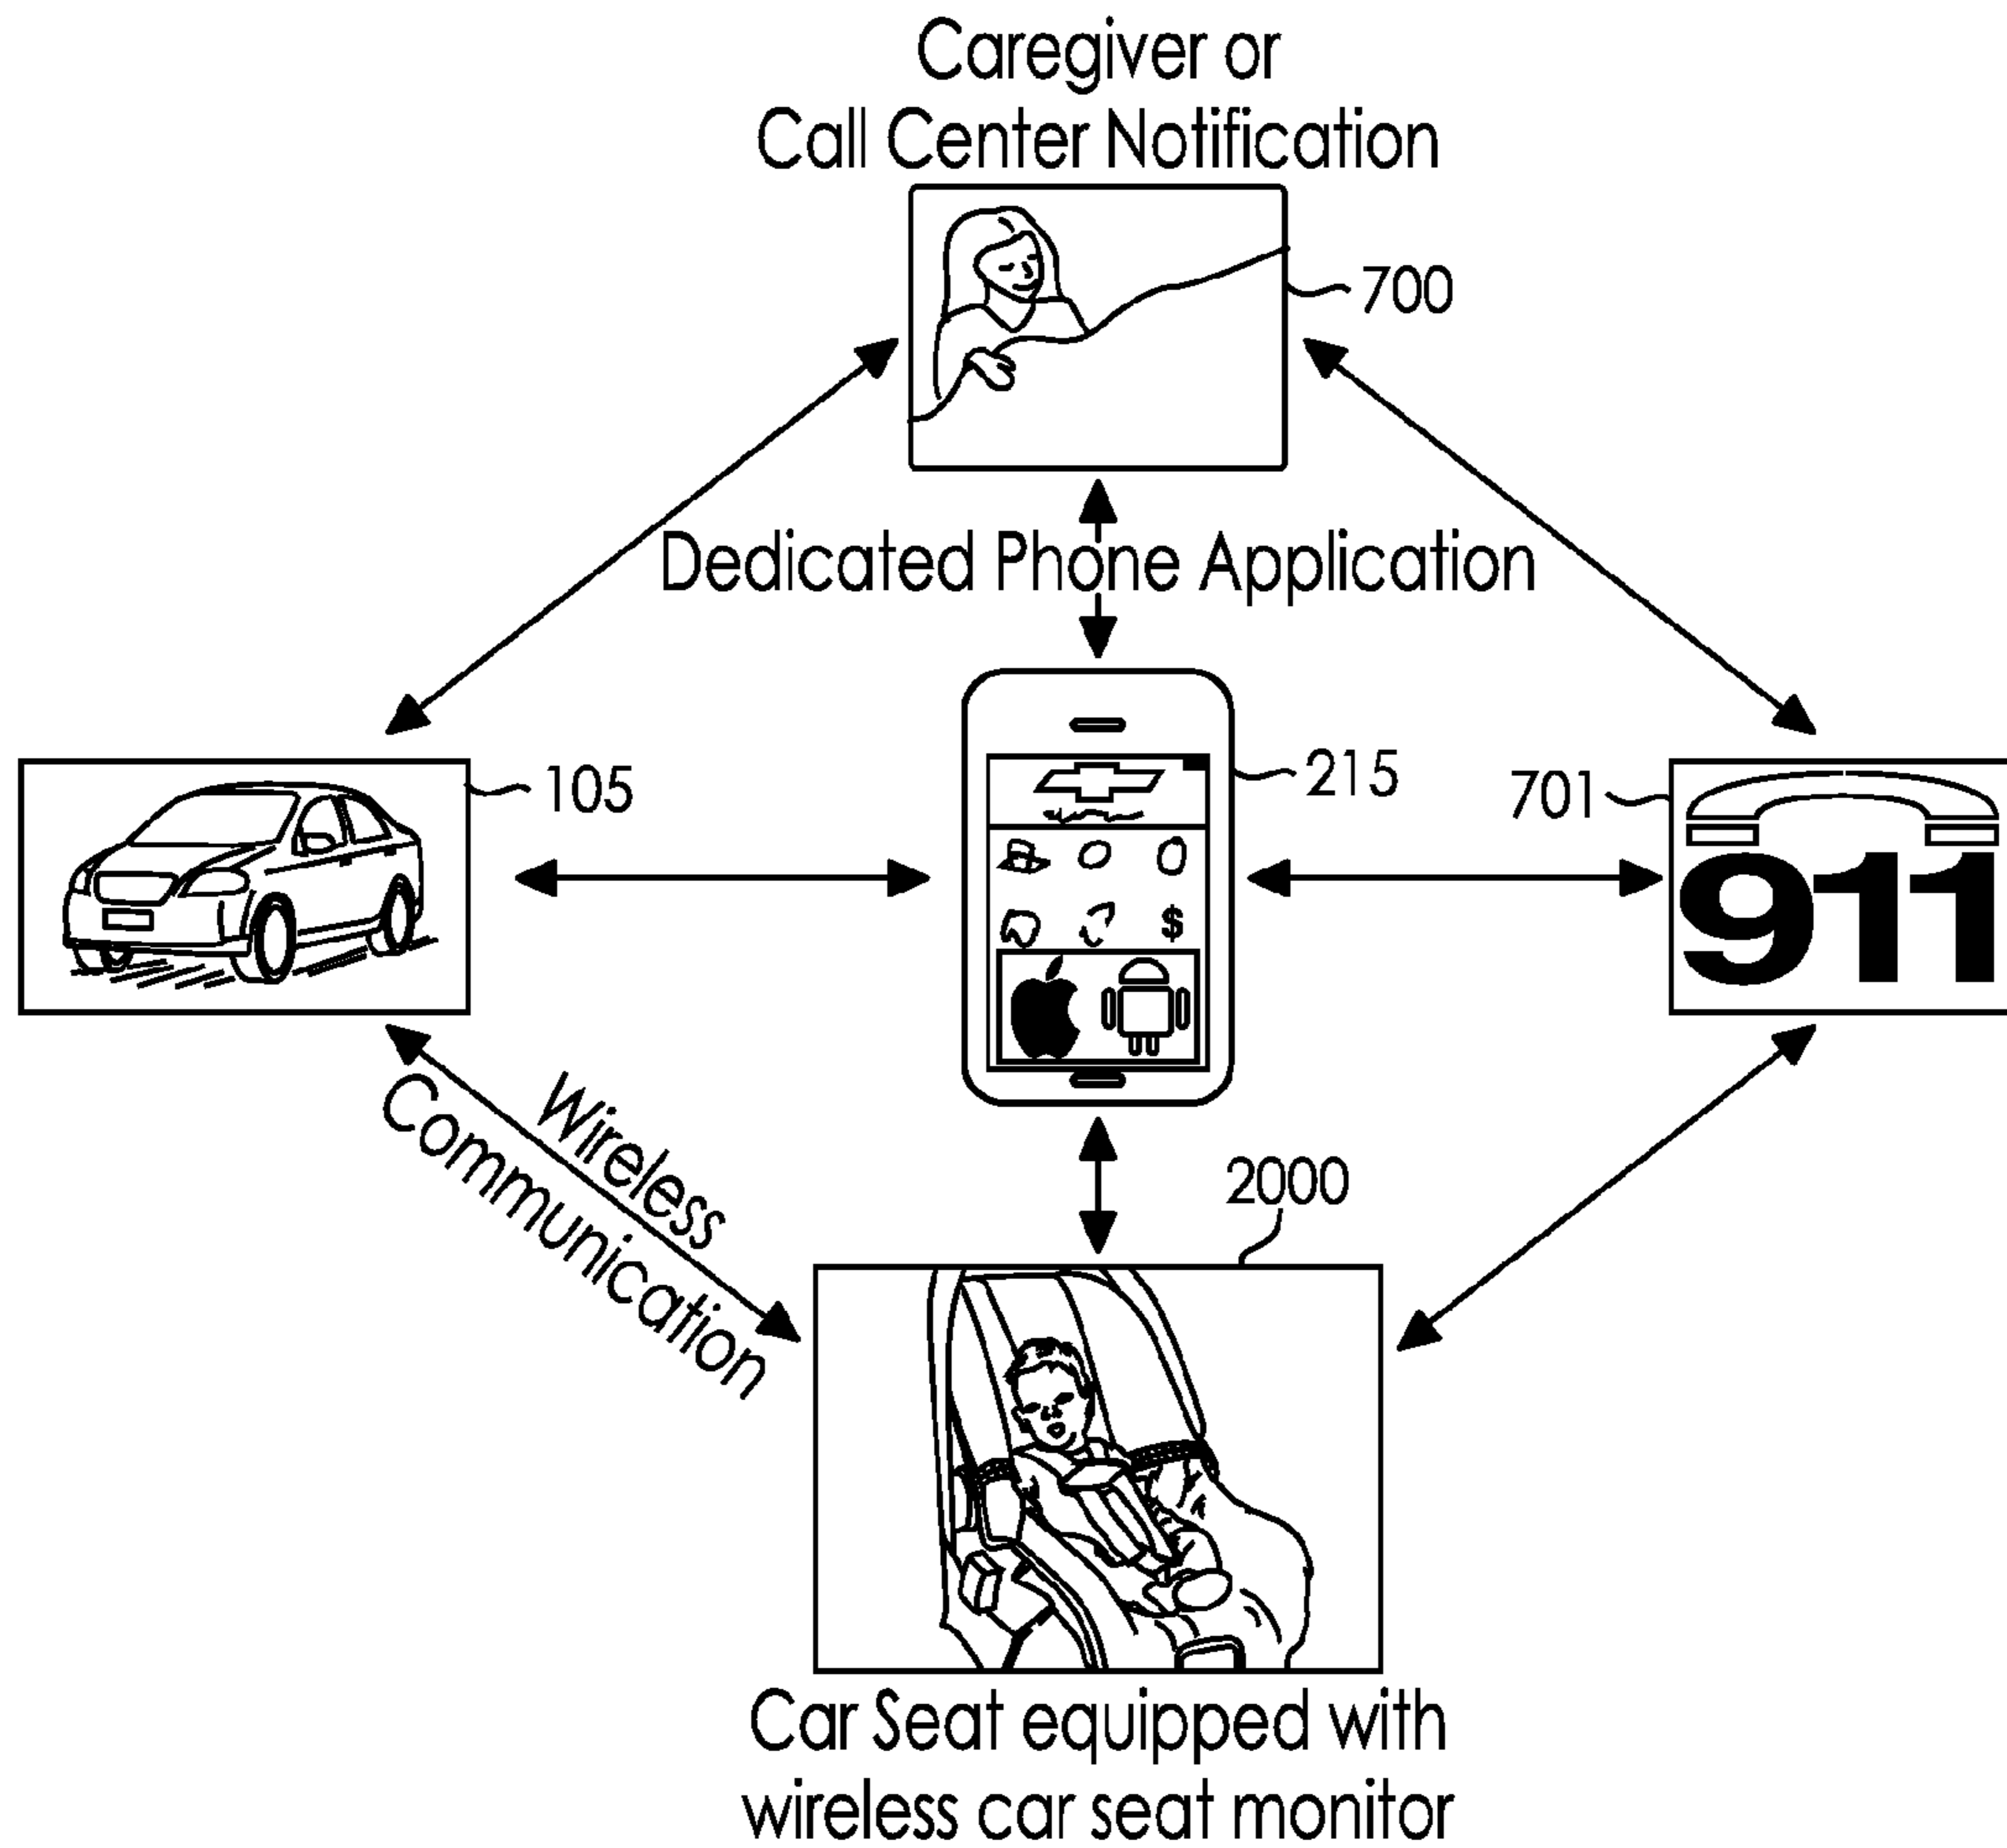 Caregiver or
Call Center Notification
700
Dedicated Phone Application
105
215
701
$
911
Wireless
Communication
2000
Car Seat equipped with
wireless car seat monitor